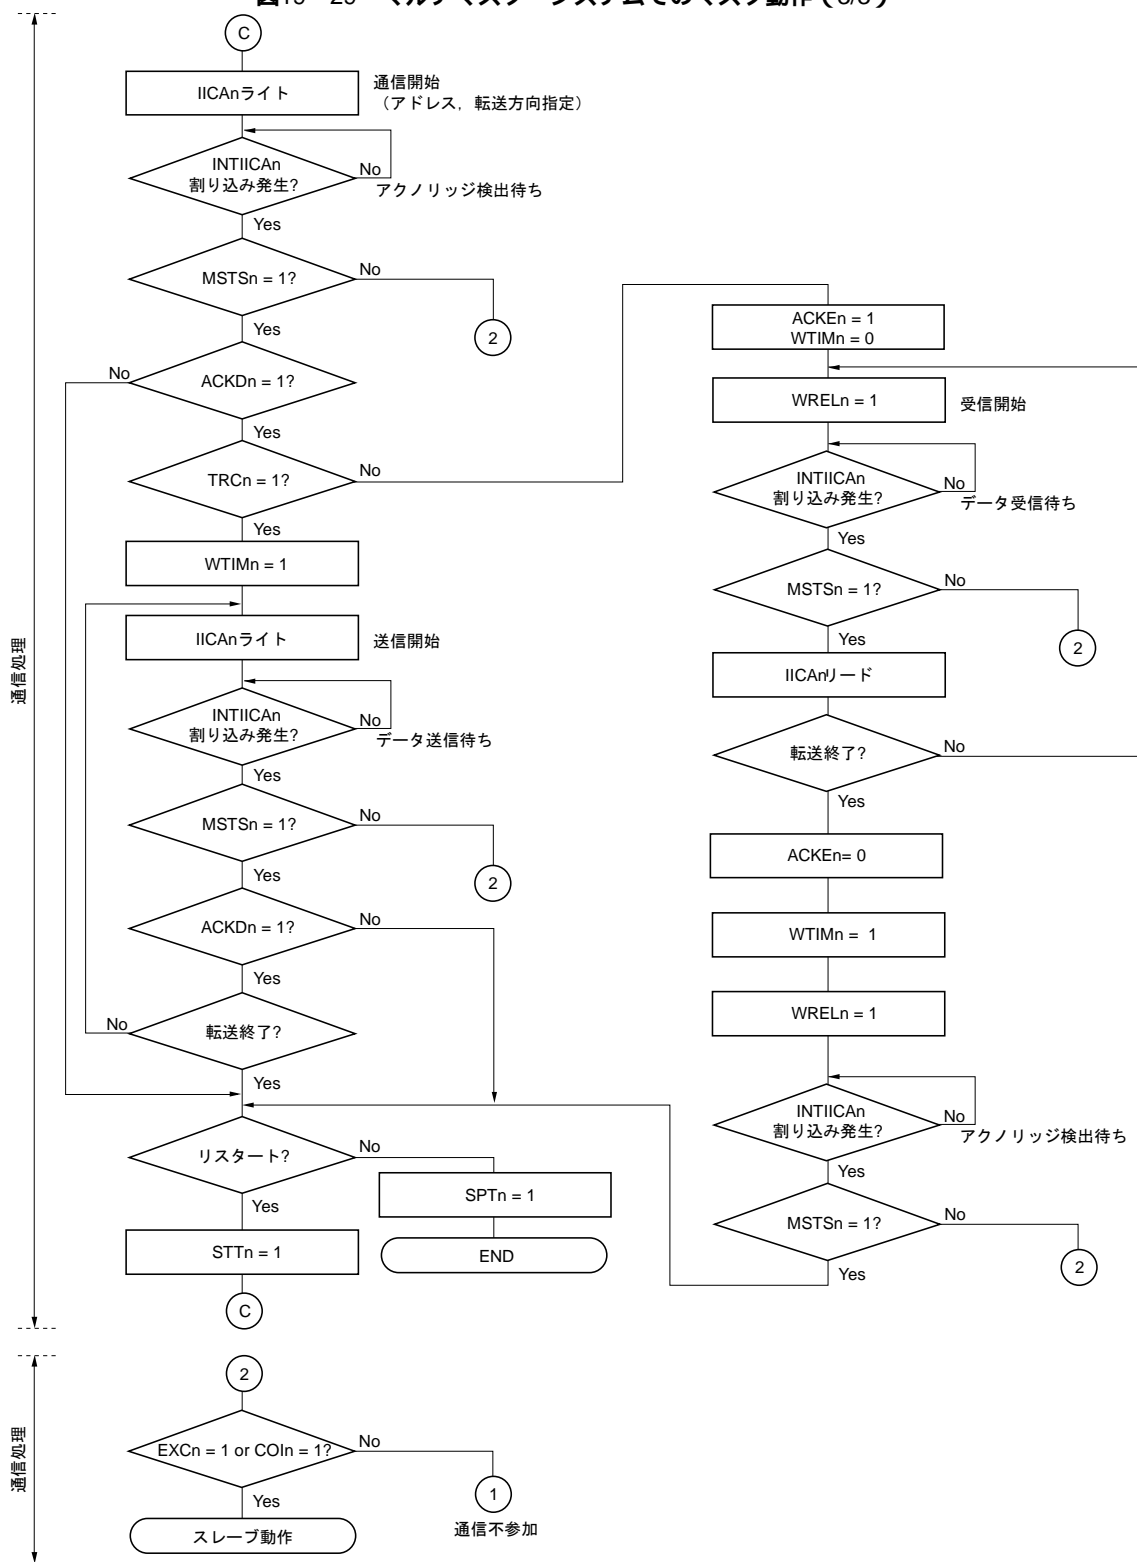 C
IICAnライト
通信開始
（アドレス，転送方向指定）
INTIICAn
割り込み発生?
No
アクノリッジ検出待ち
Yes
MSTSn = 1?
No
2
Yes
ACKDn = 1?
No
Yes
TRCn = 1?
No
Yes
WTIMn = 1
IICAnライト
送信開始
INTIICAn
割り込み発生?
No
データ送信待ち
Yes
MSTSn = 1?
No
2
Yes
ACKDn = 1?
No
Yes
転送終了?
No
Yes
リスタート?
No
Yes
SPTn = 1
END
STTn = 1
C
ACKEn = 1
WTIMn = 0
WRELn = 1
受信開始
INTIICAn
割り込み発生?
No
データ受信待ち
Yes
MSTSn = 1?
No
2
Yes
IICAnリード
転送終了?
No
Yes
ACKEn= 0
WTIMn = 1
WRELn = 1
INTIICAn
割り込み発生?
No
アクノリッジ検出待ち
Yes
MSTSn = 1?
No
2
Yes
通信処理
2
EXCn = 1 or COIn = 1?
No
1
通信不参加
Yes
スレーブ動作
通信処理